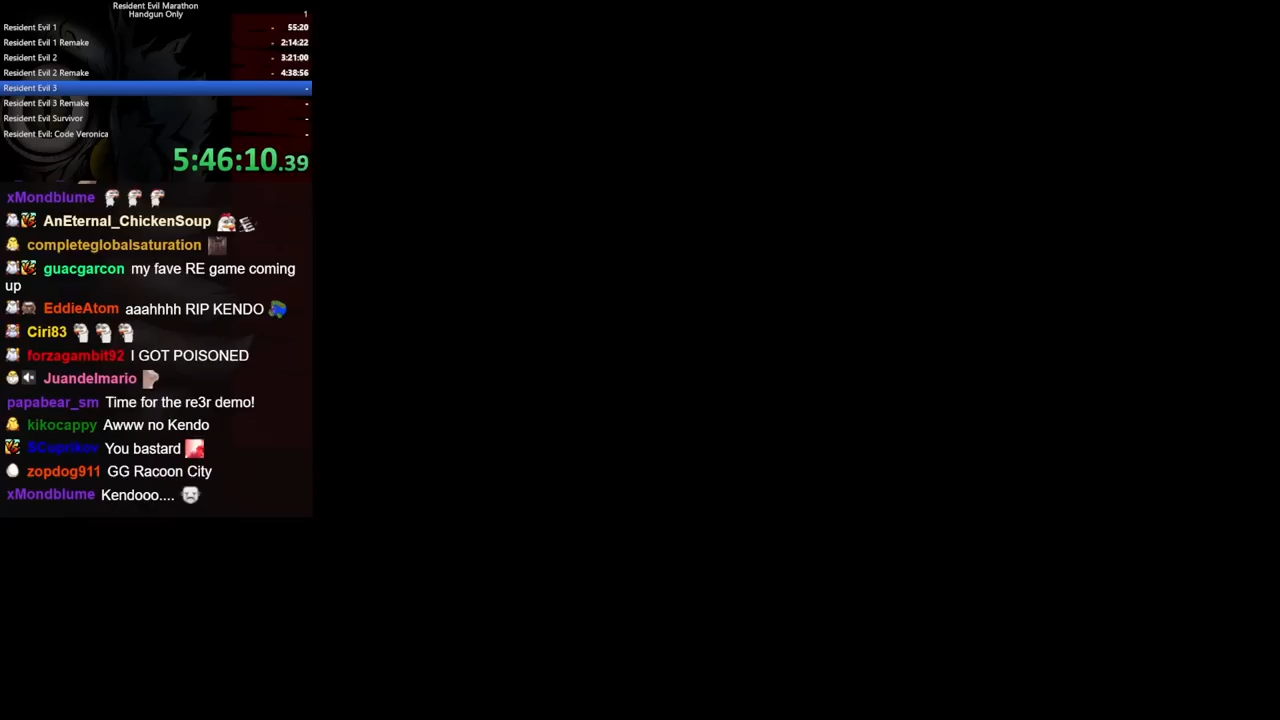 Resident Evil Marathon
Handgun Only
1
Resident Evil 1 - 55:20
Resident Evil 1 Remake - 2:14:22
Resident Evil 2 - 3:21:00
Resident Evil 2 Remake - 4:38:56
Resident Evil 3 -
Resident Evil 3 Remake -
Resident Evil Survivor -
Resident Evil: Code Veronica -
5:46:10.39
xMondblume
AnEternal_ChickenSoup
completeglobalsaturation
guacgarcon my fave RE game coming
up
EddieAtom aaahhhh RIP KENDO
Ciri83
forzagambit92 I GOT POISONED
Juandelmario
papabear_sm Time for the re3r demo!
kikocappy Awww no Kendo
You bastard
zopdog911 GG Racoon City
xMondblume Kendooo....